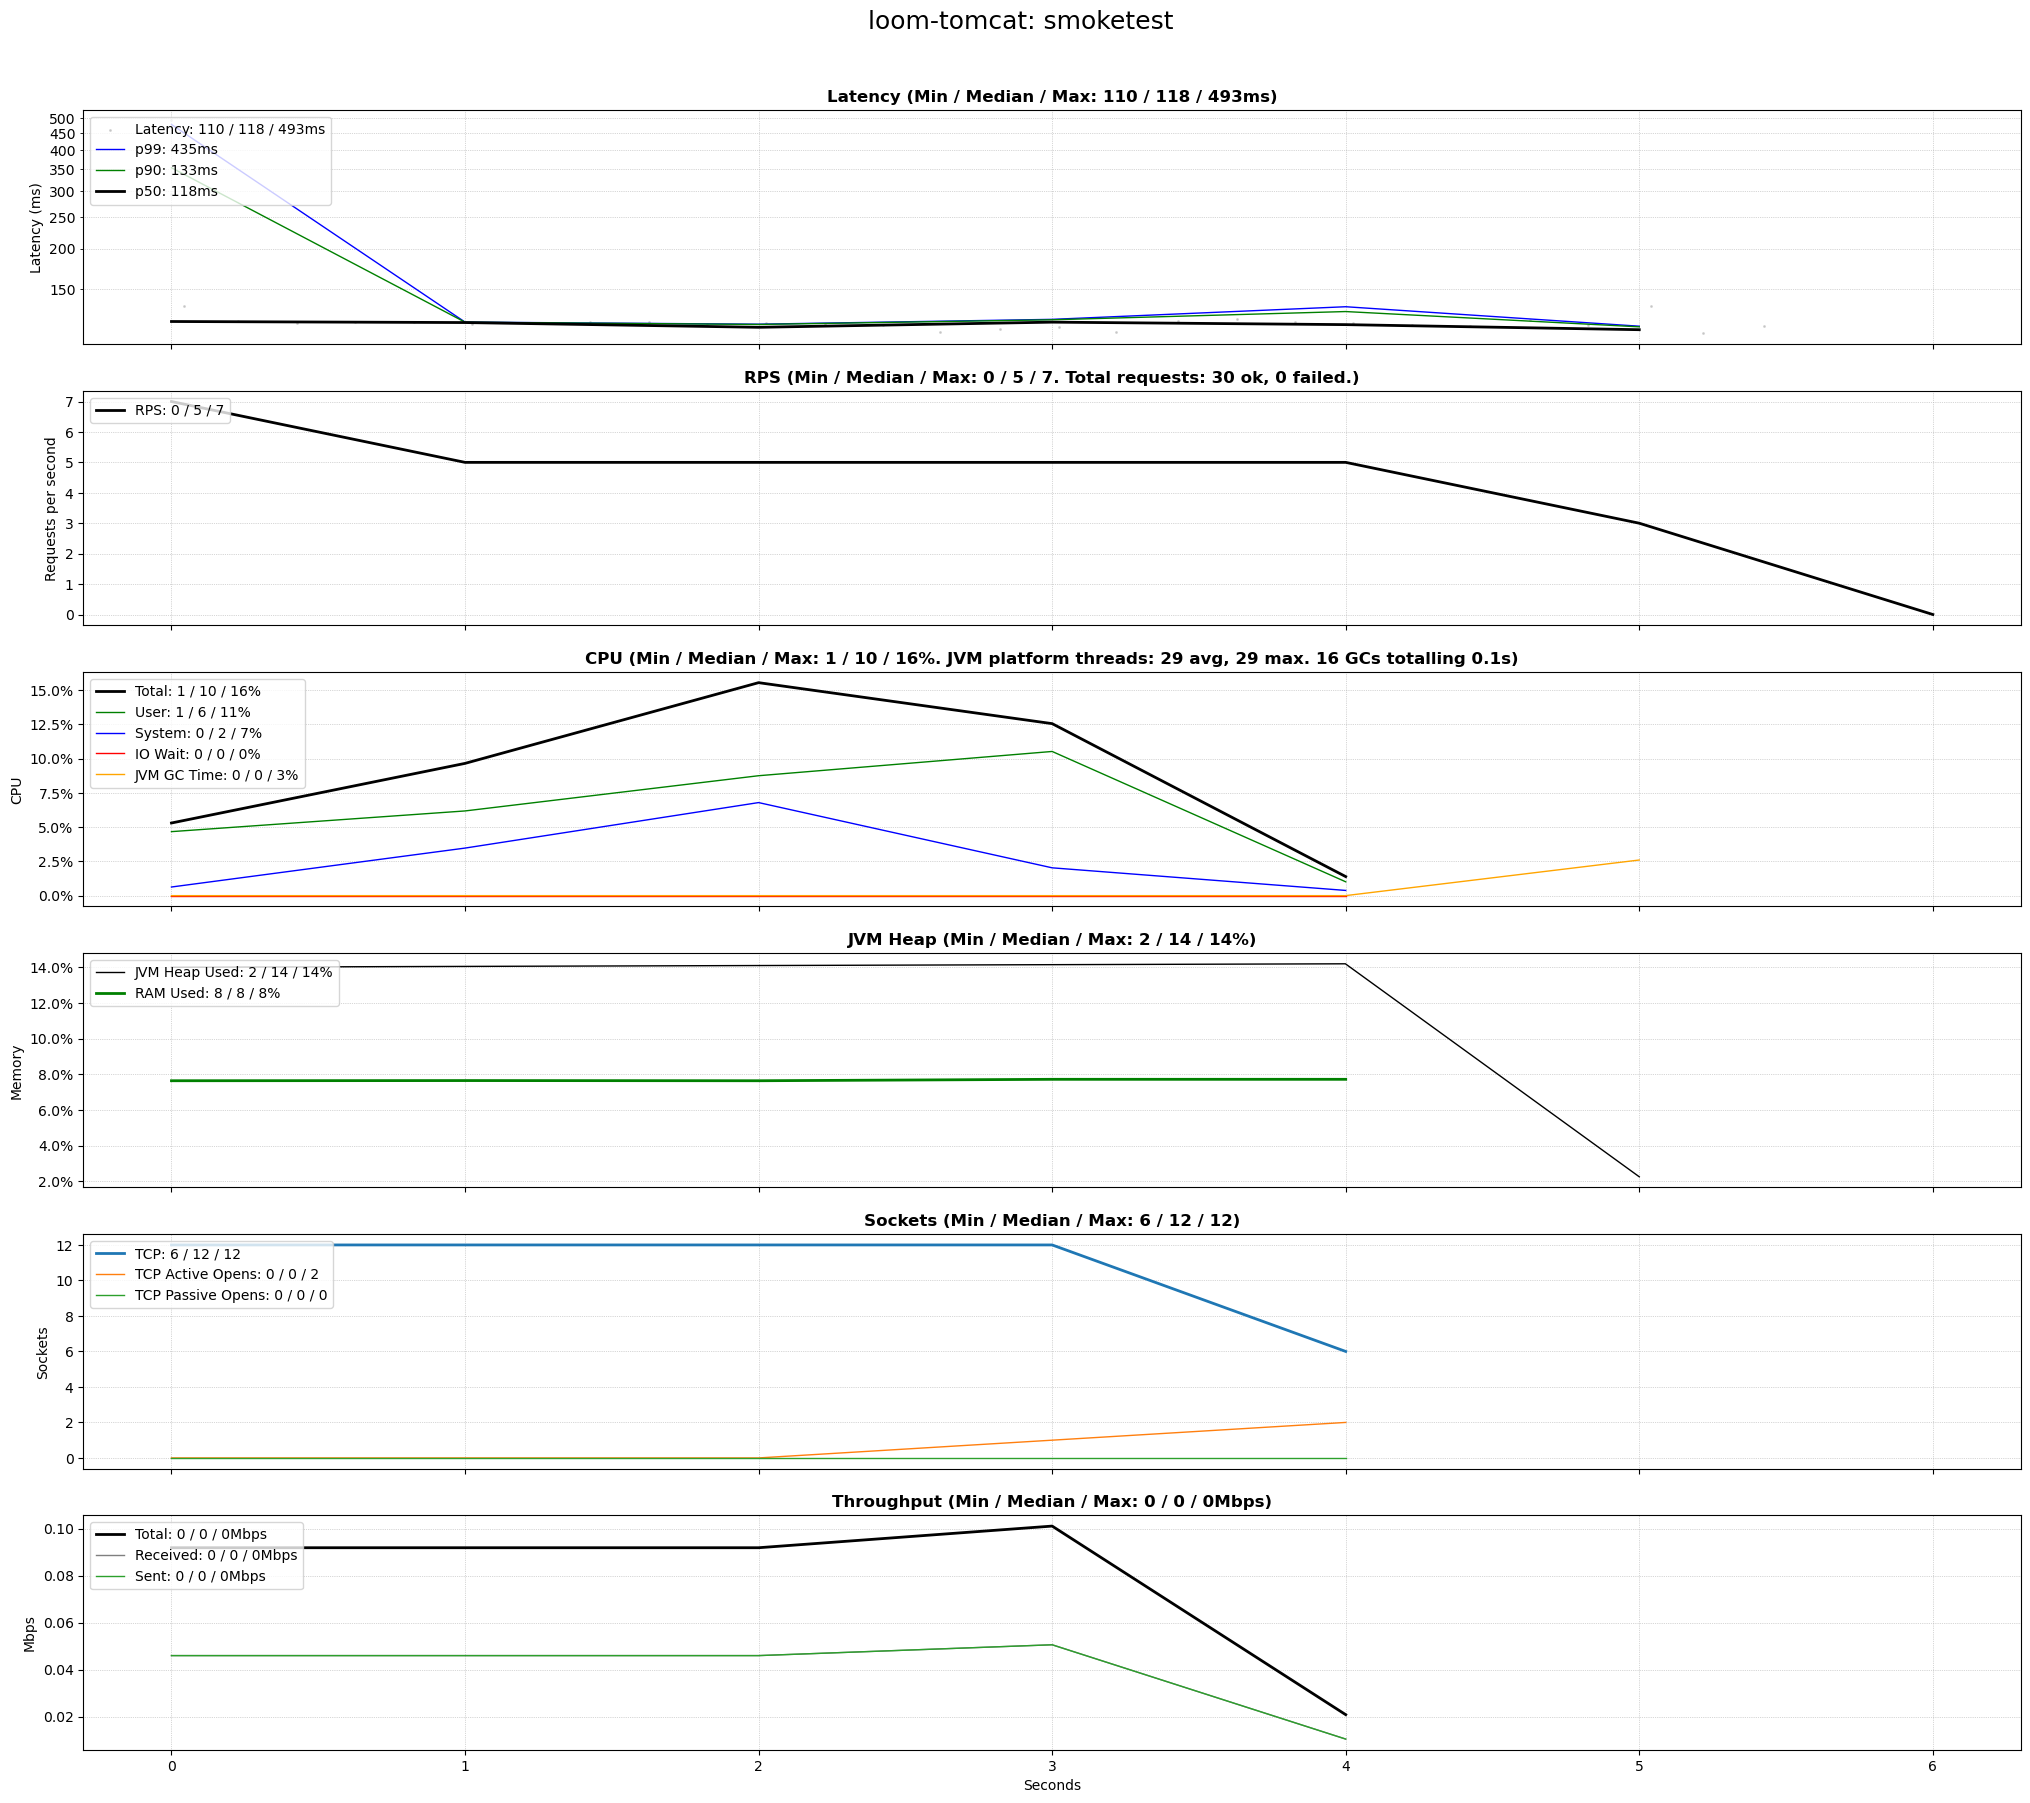 loom-tomcat: smoketest
Latency (Min / Median / Max: 110 / 118 / 493ms)
Latency: 110 / 118 / 493ms
p99: 435ms
p90: 133ms
p50: 118ms
500
450
400
350
300
250
200
150
Latency (ms)
RPS (Min / Median / Max: 0 / 5 / 7. Total requests: 30 ok, 0 failed.)
RPS: 0 / 5 / 7
7
6
5
4
3
2
1
0
Requests per second
CPU (Min / Median / Max: 1 / 10 / 16%. JVM platform threads: 29 avg, 29 max. 16 GCs totalling 0.1s)
Total: 1 / 10 / 16%
User: 1 / 6 / 11%
System: 0 / 2 / 7%
IO Wait: 0 / 0 / 0%
JVM GC Time: 0 / 0 / 3%
15.0%
12.5%
10.0%
7.5%
5.0%
2.5%
0.0%
CPU
JVM Heap (Min / Median / Max: 2 / 14 / 14%)
JVM Heap Used: 2 / 14 / 14%
RAM Used: 8 / 8 / 8%
14.0%
12.0%
10.0%
8.0%
6.0%
4.0%
2.0%
Memory
Sockets (Min / Median / Max: 6 / 12 / 12)
TCP: 6 / 12 / 12
TCP Active Opens: 0 / 0 / 2
TCP Passive Opens: 0 / 0 / 0
12
10
8
6
4
2
0
Sockets
Throughput (Min / Median / Max: 0 / 0 / 0Mbps)
Total: 0 / 0 / 0Mbps
Received: 0 / 0 / 0Mbps
Sent: 0 / 0 / 0Mbps
0.10
0.08
0.06
0.04
0.02
Mbps
0 1 2 3 4 5 6
Seconds